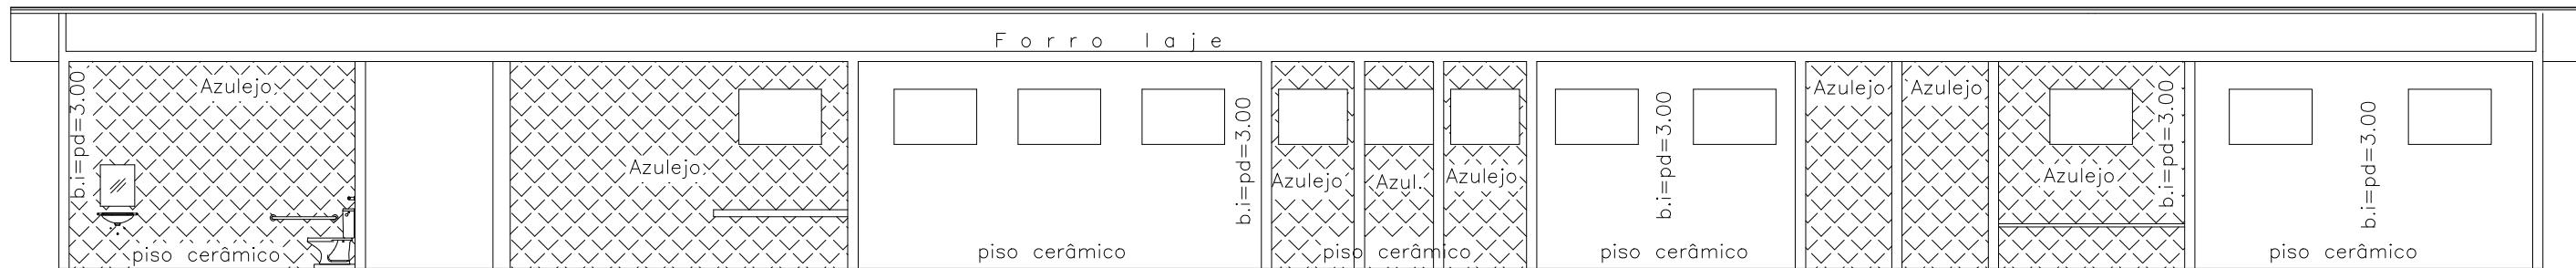 Forro laje
b.i=pd=3.00
Azulejo
piso cerâmico
Azulejo
b.i=pd=3.00
piso cerâmico
Azulejo
Azul.
Azulejo
piso cerâmico
b.i=pd=3.00
piso cerâmico
Azulejo
Azulejo
Azulejo
b.i=pd=3.00
b.i=pd=3.00
piso cerâmico